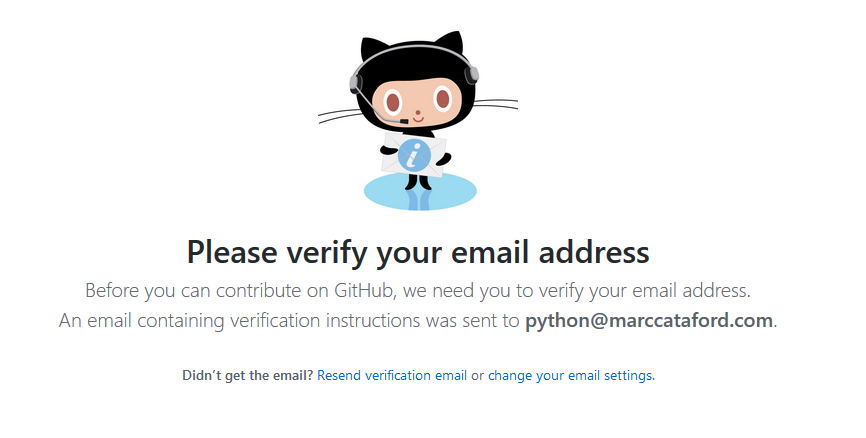 i
Please verify your email address
Before you can contribute on GitHub, we need you to verify your email address.
An email containing verification instructions was sent to python@marccataford.com.
Didn’t get the email? Resend verification email or change your email settings.